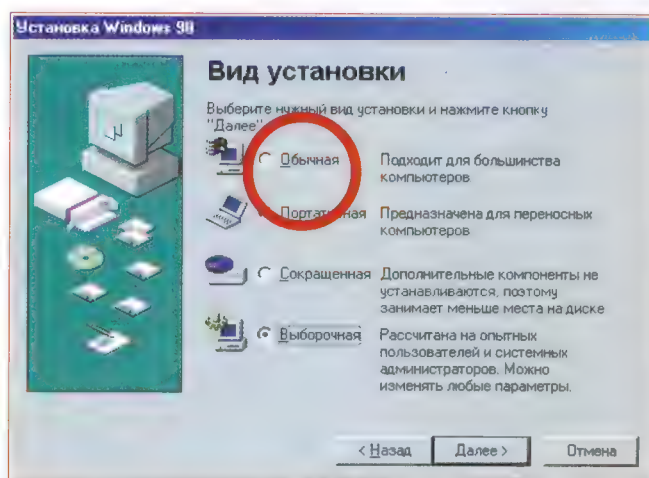 Установка Windows 98
Вид установки
Выберите нужный вид установки и нажмите кнопку
"Далее"
Обычная
Подходит для большинства
компьютеров
Портативная
Предназначена для переносных
компьютеров
Сокращенная
Дополнительные компоненты не
устанавливаются, поэтому
занимает меньше места на диске
Выборочная
Рассчитана на опытных
пользователей и системных
администраторов. Можно
изменять любые параметры.
< Назад
Далее >
Отмена